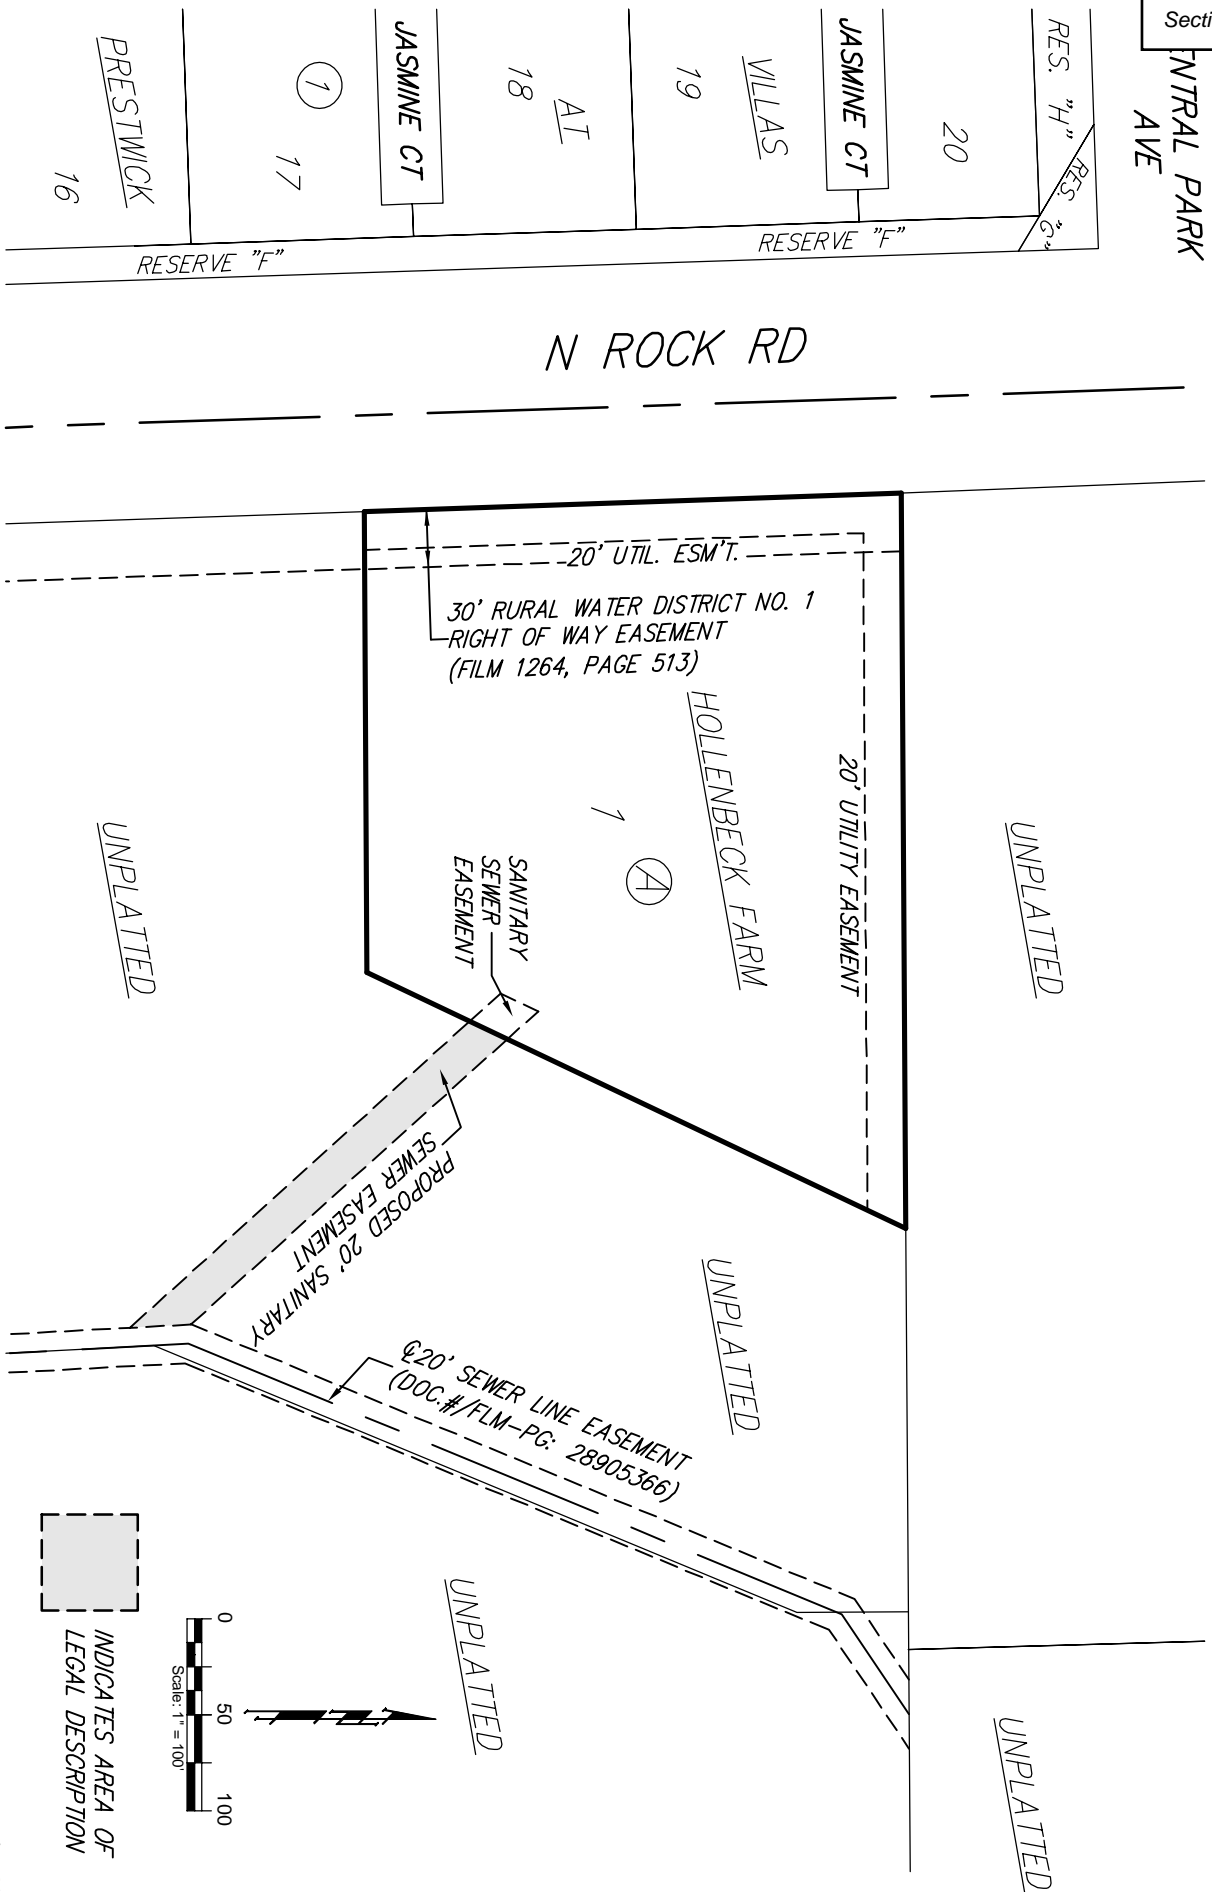 Secti
ENTRAL PARK
AVE
RES. "H"
RES. "G"
20
JASMINE CT
VILLAS
19
AT
18
JASMINE CT
1
17
PRESTWICK
16
RESERVE "F"
RESERVE "F"
N ROCK RD
20' UTIL. ESM'T.
30' RURAL WATER DISTRICT NO. 1
RIGHT OF WAY EASEMENT
(FILM 1264, PAGE 513)
HOLLENBECK FARM
20' UTILITY EASEMENT
1
A
SANITARY
SEWER
EASEMENT
UNPLATTED
UNPLATTED
PROPOSED 20' SANITARY
SEWER EASEMENT
UNPLATTED
℄20' SEWER LINE EASEMENT
(DOC.#/FLM-PG: 28905366)
UNPLATTED
UNPLATTED
0 50 100
Scale: 1" = 100'
INDICATES AREA OF
LEGAL DESCRIPTION